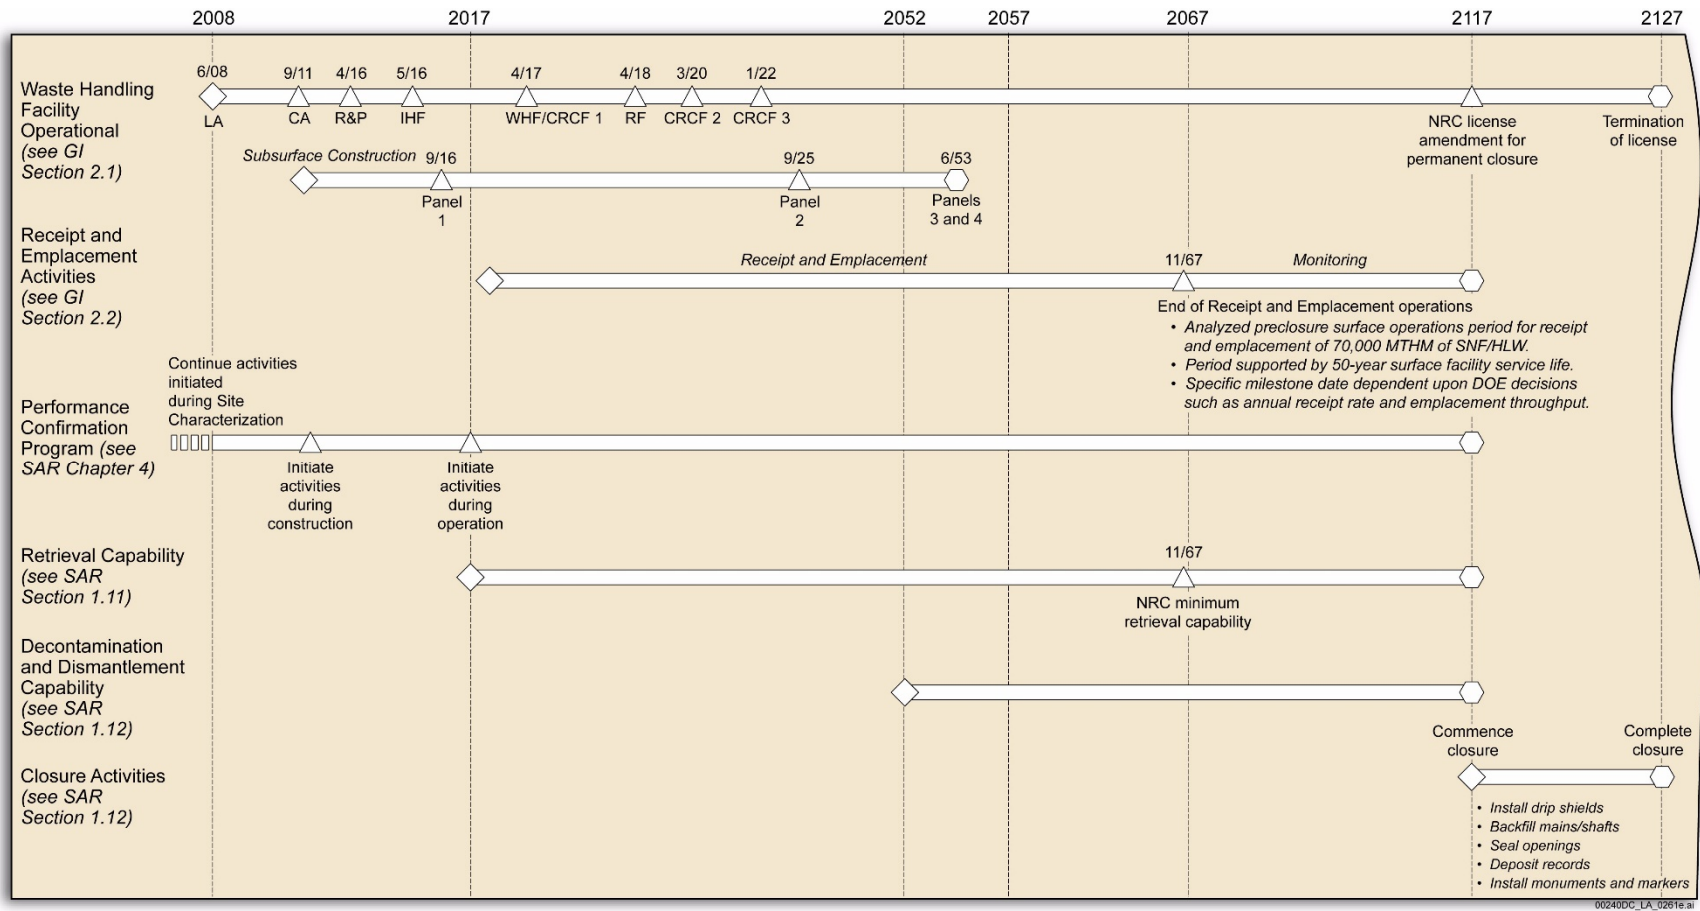 2008 2017 2052 2057 2067 2117 2127
6/08 9/11 4/16 5/16 4/17 4/18 3/20 1/22
Waste Handling
Facility
Operational
(see GI
Section 2.1)
LA CA R&P IHF WHF/CRCF 1 RF CRCF 2 CRCF 3
NRC license
amendment for
permanent closure
Termination
of license
Subsurface Construction 9/16 9/25 6/53
Panel
1
Panel
2
Panels
3 and 4
Receipt and
Emplacement
Activities
(see GI
Section 2.2)
Receipt and Emplacement 11/67 Monitoring
End of Receipt and Emplacement operations
• Analyzed preclosure surface operations period for receipt
and emplacement of 70,000 MTHM of SNF/HLW.
• Period supported by 50-year surface facility service life.
• Specific milestone date dependent upon DOE decisions
such as annual receipt rate and emplacement throughput.
Continue activities
initiated
during Site
Characterization
Performance
Confirmation
Program (see
SAR Chapter 4)
Initiate
activities
during
construction
Initiate
activities
during
operation
Retrieval Capability
(see SAR
Section 1.11)
11/67
NRC minimum
retrieval capability
Decontamination
and Dismantlement
Capability
(see SAR
Section 1.12)
Commence
closure
Complete
closure
Closure Activities
(see SAR
Section 1.12)
• Install drip shields
• Backfill mains/shafts
• Seal openings
• Deposit records
• Install monuments and markers
00240DC_LA_0261e.ai